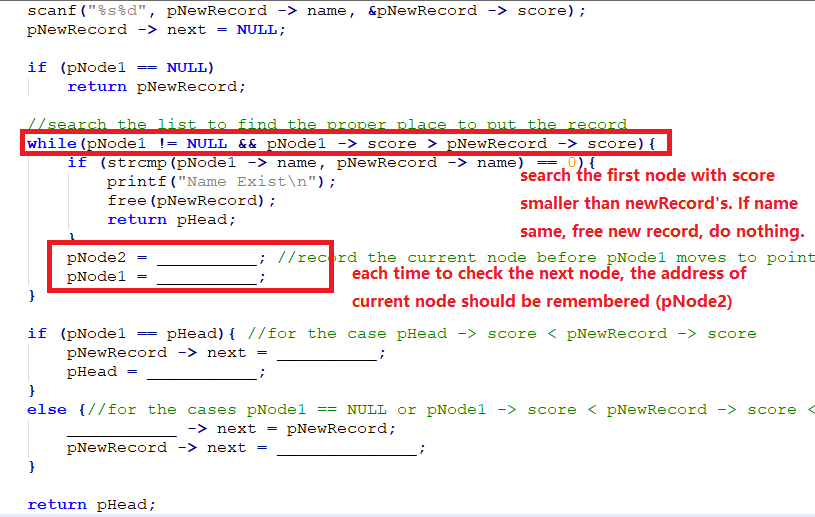 scanf("%s%d", pNewRecord -> name, &pNewRecord -> score);
pNewRecord -> next = NULL;
if (pNode1 == NULL)
return pNewRecord;
//search the list to find the proper place to put the record
while(pNode1 != NULL && pNode1 -> score > pNewRecord -> score){
if (strcmp(pNode1 -> name, pNewRecord -> name) == 0){
printf("Name Exist\n");
free(pNewRecord);
return pHead;
}
search the first node with score
smaller than newRecord's. If name
same, free new record, do nothing.
pNode2 = __________; //record the current node before pNode1 moves to point
pNode1 = __________;
}
each time to check the next node, the address of
current node should be remembered (pNode2)
if (pNode1 == pHead){ //for the case pHead -> score < pNewRecord -> score
pNewRecord -> next = __________;
pHead = ___________;
}
else {//for the cases pNode1 == NULL or pNode1 -> score < pNewRecord -> score <
___________ -> next = pNewRecord;
pNewRecord -> next = ______________;
}
return pHead;